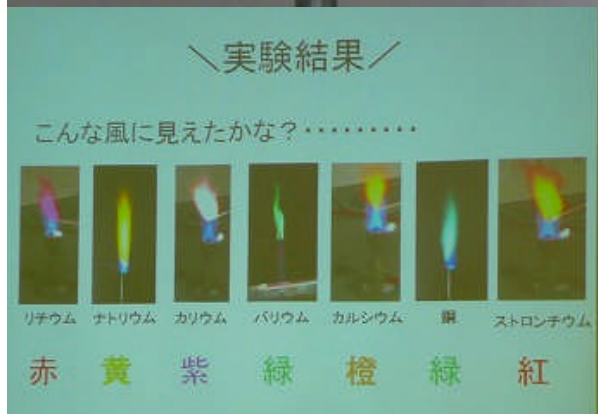 ＼実験結果／
こんな風に見えたかな？・・・・・・・・・
リチウム ナトリウム カリウム バリウム カルシウム 銅 ストロンチウム
赤 黄 紫 緑 橙 緑 紅